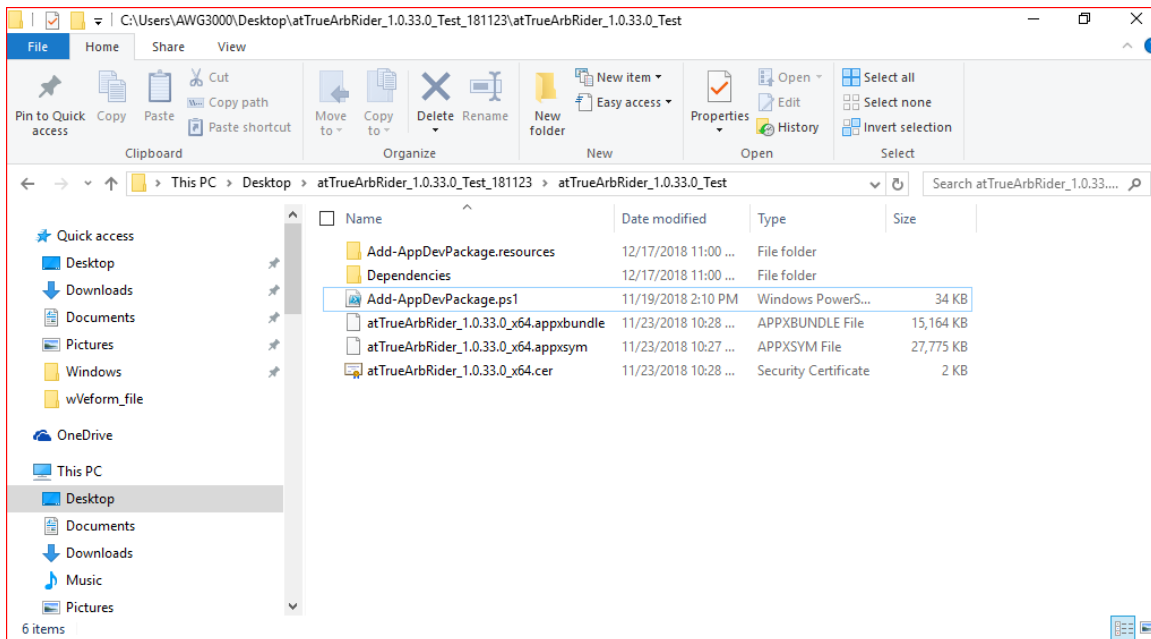 C:\Users\AWG3000\Desktop\atTrueArbRider_1.0.33.0_Test_181123\atTrueArbRider_1.0.33.0_Test
File Home Share View
Pin to Quick access
Copy
Paste
Cut
Copy path
Paste shortcut
Clipboard
Move to
Copy to
Delete
Rename
Organize
New folder
New item
Easy access
New
Properties
Open
Edit
History
Open
Select all
Select none
Invert selection
Select
This PC > Desktop > atTrueArbRider_1.0.33.0_Test_181123 > atTrueArbRider_1.0.33.0_Test
Search atTrueArbRider_1.0.33....
Quick access
Desktop
Downloads
Documents
Pictures
Windows
wVeform_file
OneDrive
This PC
Desktop
Documents
Downloads
Music
Pictures
Name Date modified Type Size
Add-AppDevPackage.resources 12/17/2018 11:00 ... File folder
Dependencies 12/17/2018 11:00 ... File folder
Add-AppDevPackage.ps1 11/19/2018 2:10 PM Windows PowerS... 34 KB
atTrueArbRider_1.0.33.0_x64.appxbundle 11/23/2018 10:28 ... APPXBUNDLE File 15,164 KB
atTrueArbRider_1.0.33.0_x64.appxsym 11/23/2018 10:27 ... APPXSYM File 27,775 KB
atTrueArbRider_1.0.33.0_x64.cer 11/23/2018 10:28 ... Security Certificate 2 KB
6 items